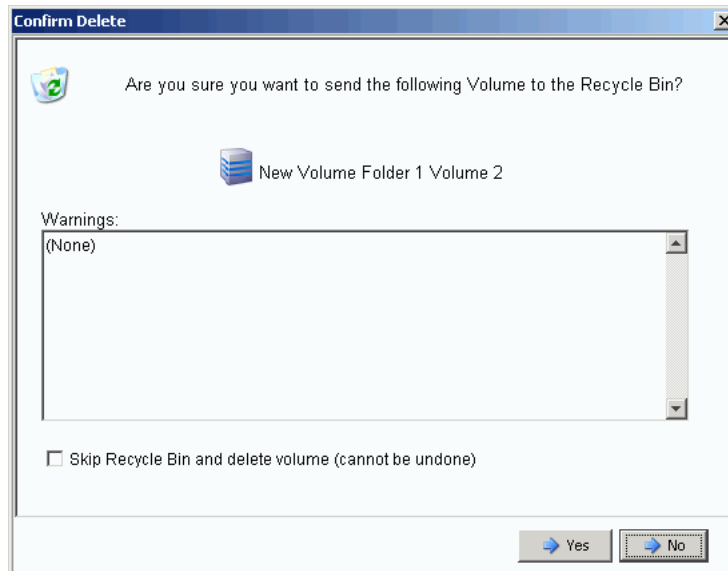 Confirm Delete
Are you sure you want to send the following Volume to the Recycle Bin?
New Volume Folder 1 Volume 2
Warnings:
(None)
Skip Recycle Bin and delete volume (cannot be undone)
Yes
No